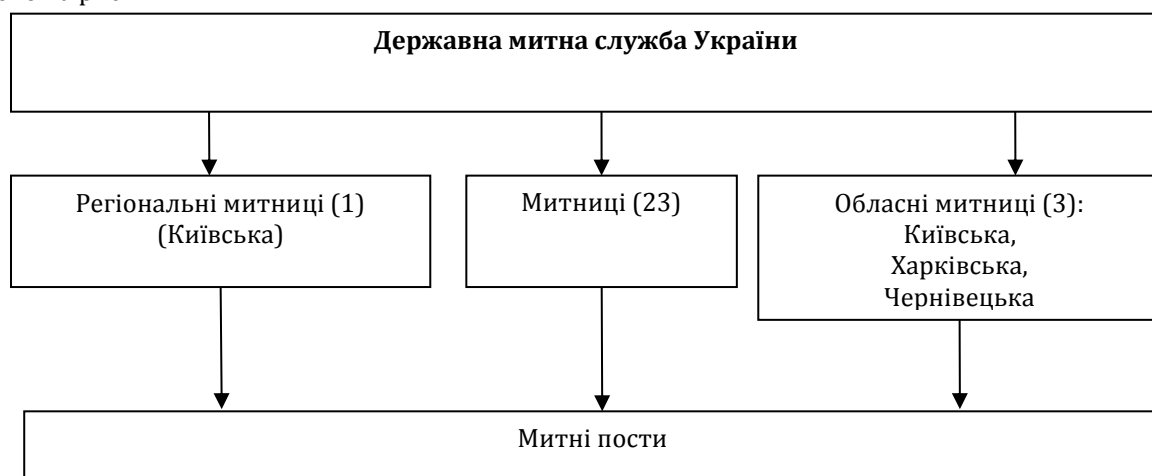 Державна митна служба України
Регіональні митниці (1)
(Київська)
Митниці (23)
Обласні митниці (3):
Київська,
Харківська,
Чернівецька
Митні пости